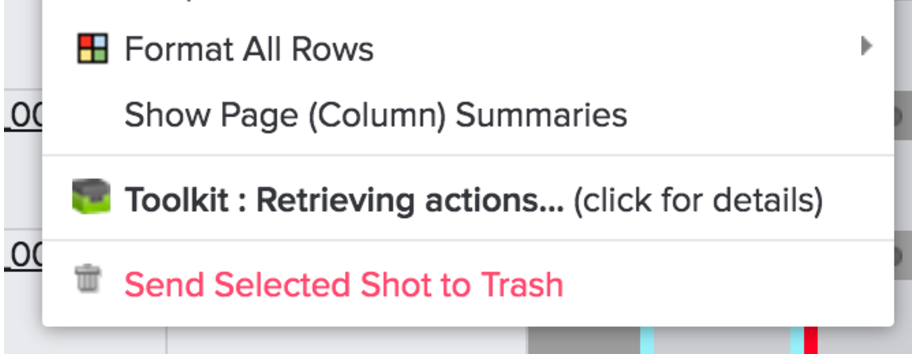 Format All Rows
Show Page (Column) Summaries
Toolkit : Retrieving actions... (click for details)
Send Selected Shot to Trash